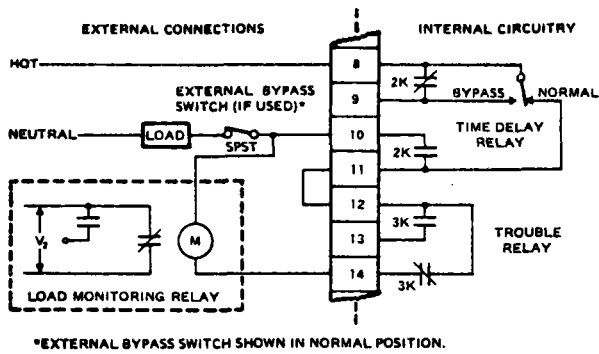 EXTERNAL CONNECTIONS
INTERNAL CIRCUITRY
HOT
8
2K
EXTERNAL BYPASS
SWITCH (IF USED)*
9
BYPASS
NORMAL
NEUTRAL
LOAD
SPST
10
TIME DELAY
RELAY
2K
11
12
3K
V₂
M
13
TROUBLE
RELAY
14
3K
LOAD MONITORING RELAY
*EXTERNAL BYPASS SWITCH SHOWN IN NORMAL POSITION.